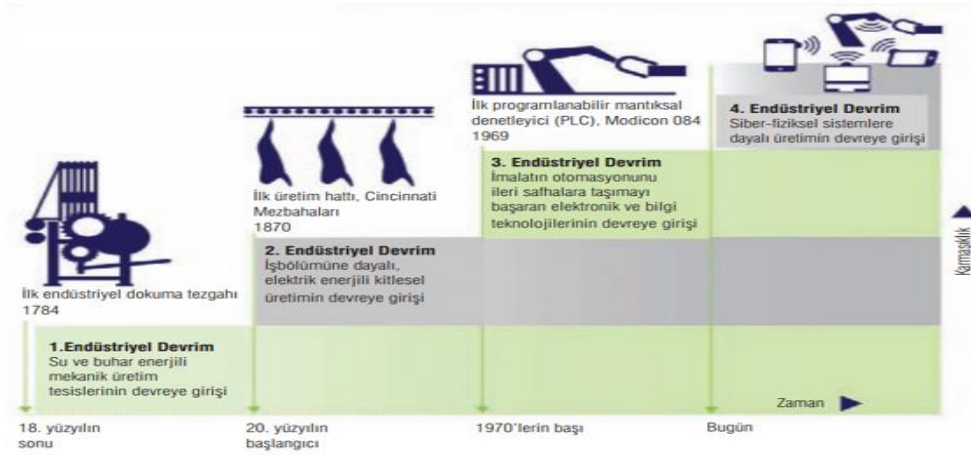 İlk endüstriyel dokuma tezgahı
1784
1.Endüstriyel Devrim
Su ve buhar enerjili
mekanik üretim
tesislerinin devreye girişi
18. yüzyılın
sonu
İlk üretim hattı, Cincinnati
Mezbahaları
1870
2. Endüstriyel Devrim
İşbölümüne dayalı,
elektrik enerjili kitlesel
üretimin devreye girişi
20. yüzyılın
başlangıcı
İlk programlanabilir mantıksal
denetleyici (PLC), Modicon 084
1969
3. Endüstriyel Devrim
İmalatın otomasyonunu
ileri safhalara taşımayı
başaran elektronik ve bilgi
teknolojilerinin devreye girişi
1970'lerin başı
4. Endüstriyel Devrim
Siber-fiziksel sistemlere
dayalı üretimin devreye girişi
Bugün
Zaman
Karmaşıklık